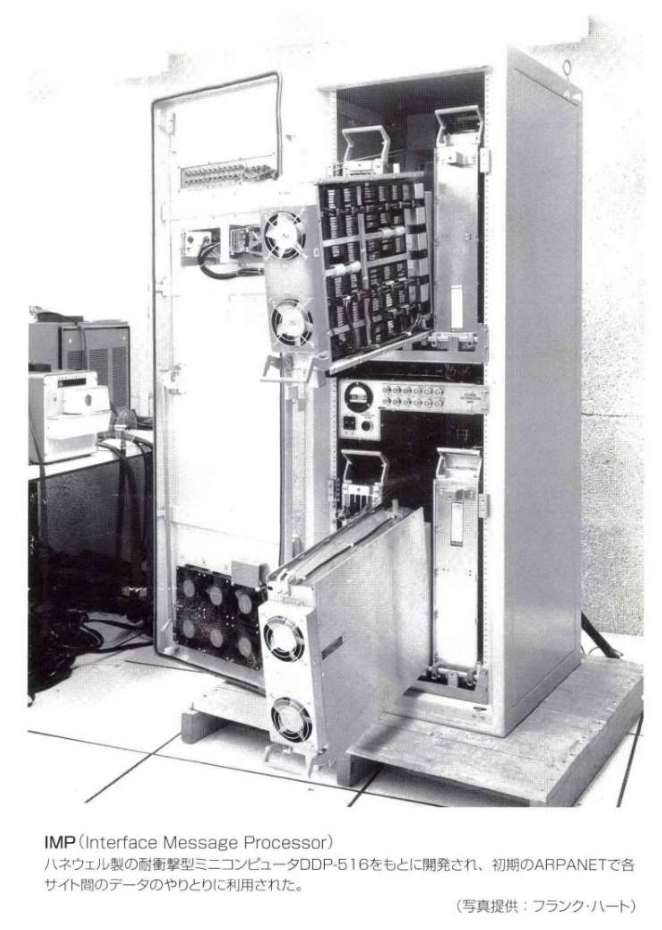 IMP(Interface Message Processor)
ハネウェル製の耐衝撃型ミニコンピュータDDP-516をもとに開発され、初期のARPANETで各
サイト間のデータのやりとりに利用された。
(写真提供：フランク・ハート)